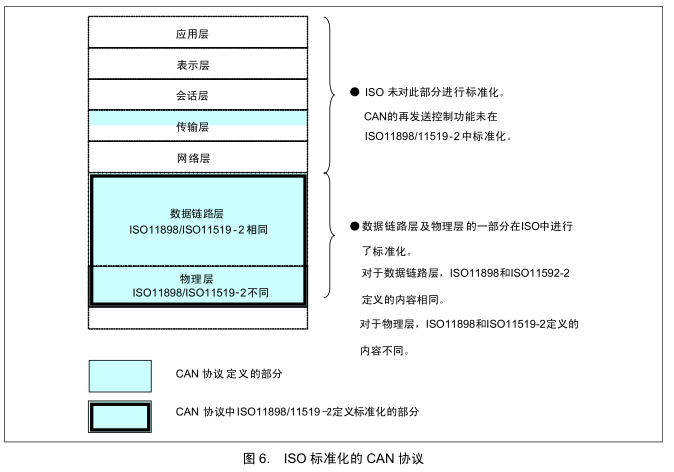 应用层
表示层
会话层
传输层
网络层
数据链路层
ISO11898/ISO11519-2 相同
物理层
ISO11898/ISO11519-2不同
● ISO 未对此部分进行标准化。
CAN的再发送控制功能未在
ISO11898/11519-2 中标准化。
● 数据链路层及物理层的一部分在ISO中进行
了标准化。
对于数据链路层，ISO11898和ISO11592-2
定义的内容相同。
对于物理层，ISO11898和ISO11519-2定义的
内容不同。
CAN 协议定义的部分
CAN 协议中ISO11898/11519-2定义标准化的部分
图 6. ISO 标准化的 CAN 协议